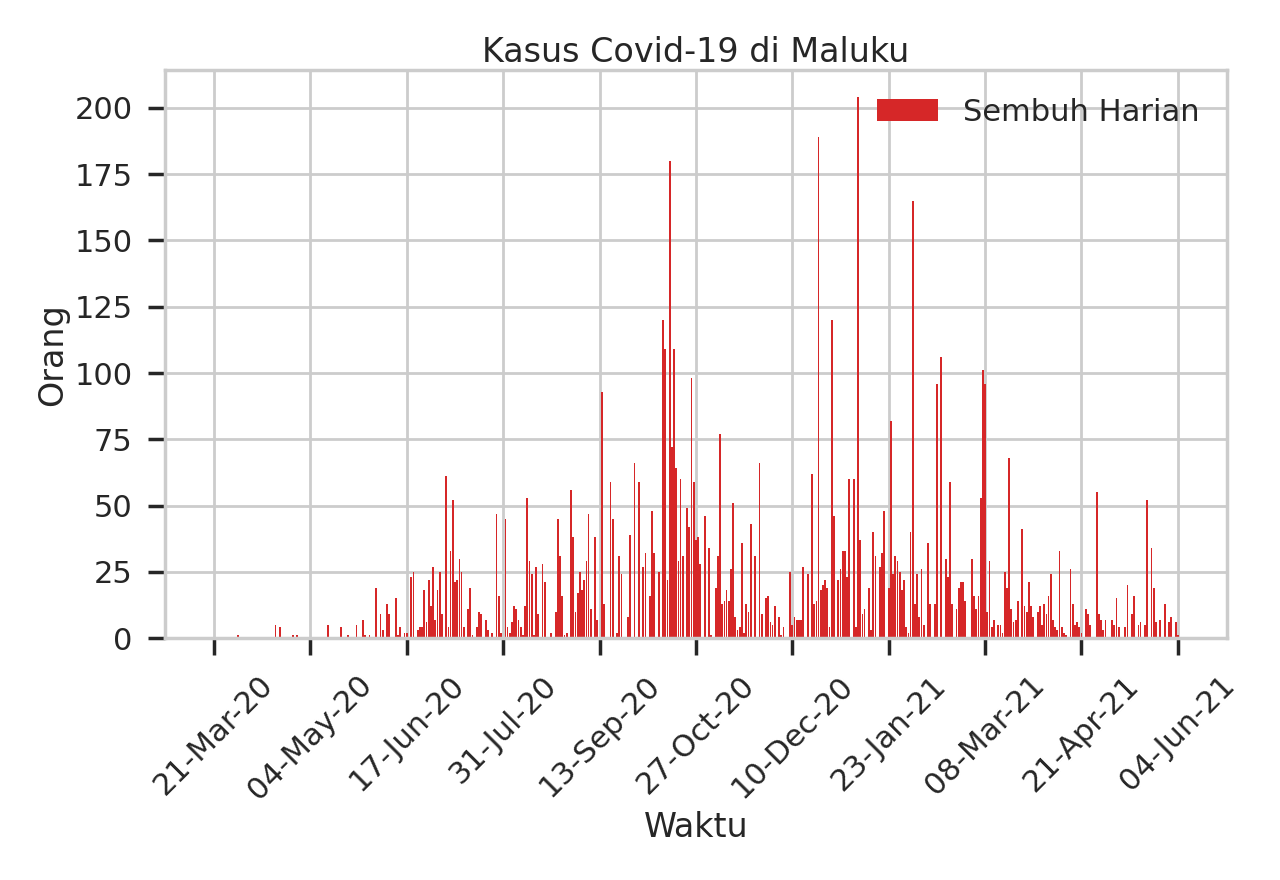 Kasus Covid-19 di Maluku
Sembuh Harian
200
175
150
125
100
75
50
25
0
Orang
21-Mar-20
04-May-20
17-Jun-20
31-Jul-20
13-Sep-20
27-Oct-20
10-Dec-20
23-Jan-21
08-Mar-21
21-Apr-21
04-Jun-21
Waktu